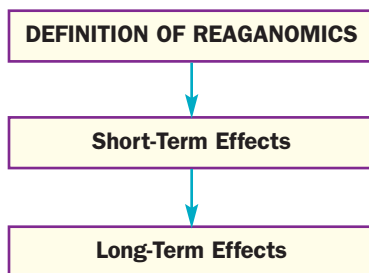 DEFINITION OF REAGANOMICS
Short-Term Effects
Long-Term Effects